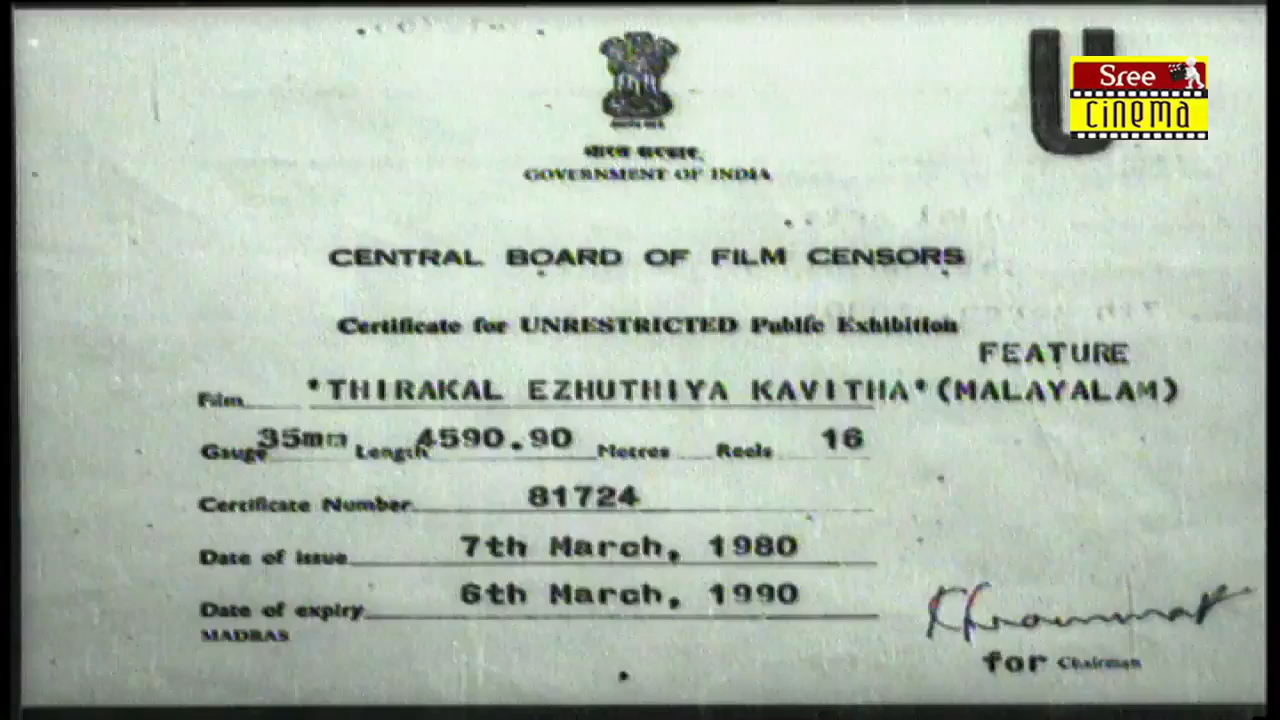 U
Sree
cinema
भारत सरकार
GOVERNMENT OF INDIA
CENTRAL BOARD OF FILM CENSORS
Certificate for UNRESTRICTED Public Exhibition
FEATURE
Film "THIRAKAL EZHUTHIYA KAVITHA" (MALAYALAM)
Gauge 35mm Length 4590.90 Metres Reels 16
Certificate Number 81724
Date of issue 7th March, 1980
Date of expiry 6th March, 1990
MADRAS
for Chairman